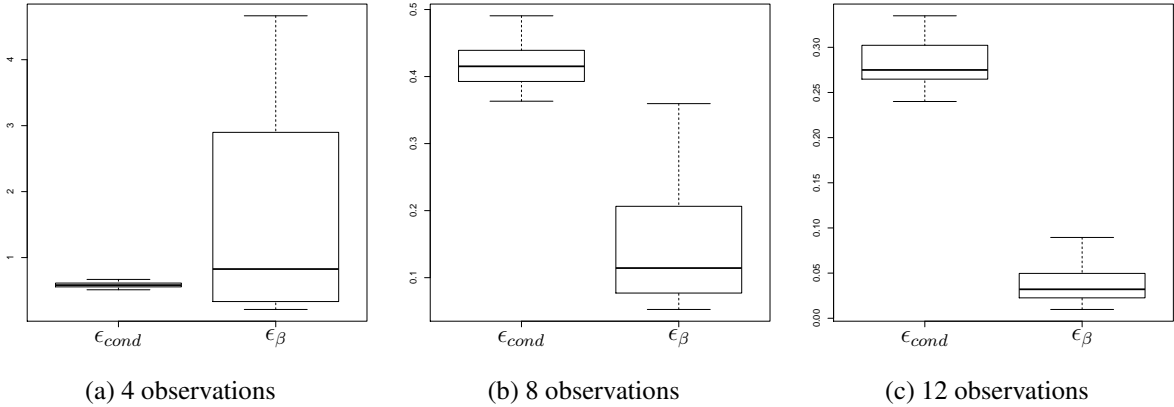 4
3
2
1
ϵcond
ϵβ
(a) 4 observations
0.5
0.4
0.3
0.2
0.1
ϵcond
ϵβ
(b) 8 observations
0.30
0.25
0.20
0.15
0.10
0.05
0.00
ϵcond
ϵβ
(c) 12 observations